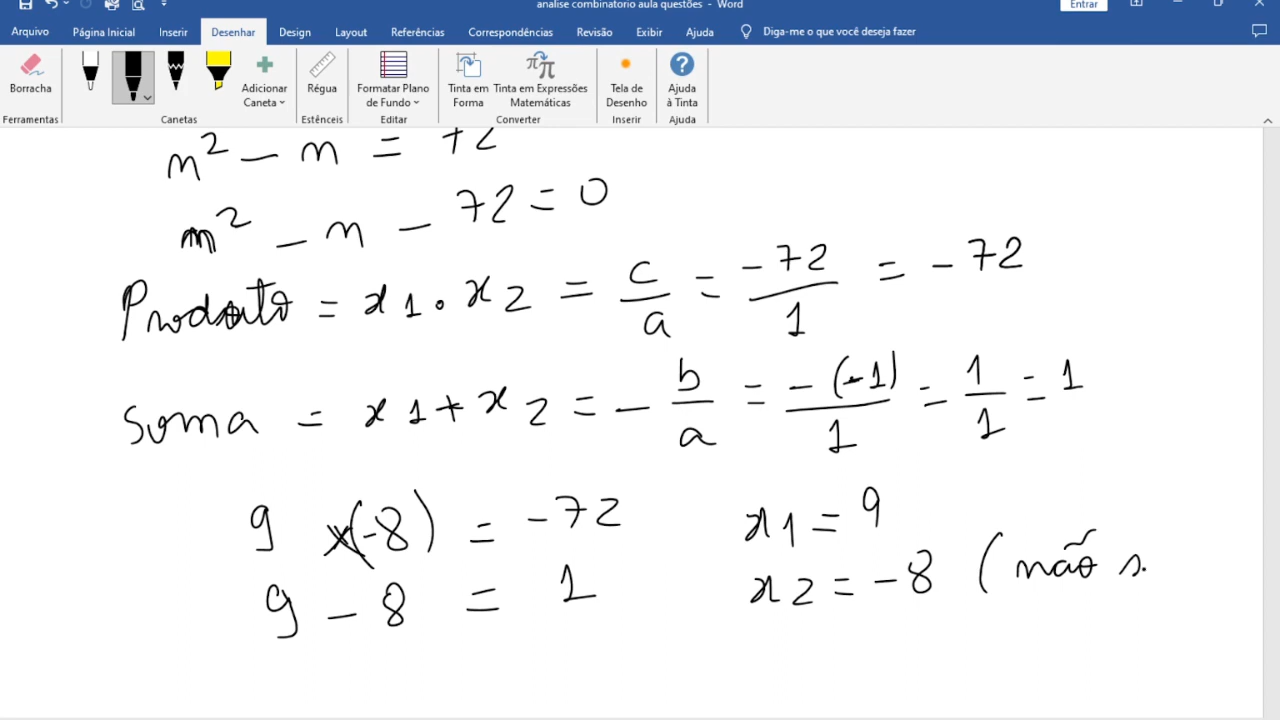 analise combinatorio aula questões - Word
Entrar
Arquivo Página Inicial Inserir Desenhar Design Layout Referências Correspondências Revisão Exibir Ajuda Diga-me o que você deseja fazer
Borracha Adicionar Caneta Régua Formatar Plano de Fundo Tinta em Forma Tinta em Expressões Matemáticas Tela de Desenho Ajuda à Tinta
Ferramentas Canetas Estênceis Editar Converter Inserir Ajuda
n² - n = 72
n² - n - 72 = 0
Produto = x1 . x2 = c/a = -72/1 = -72
Soma = x1 + x2 = - b/a = -(-1)/1 = 1/1 = 1
9 x(-8) = -72 x1 = 9
9 - 8 = 1 x2 = -8 (não s.